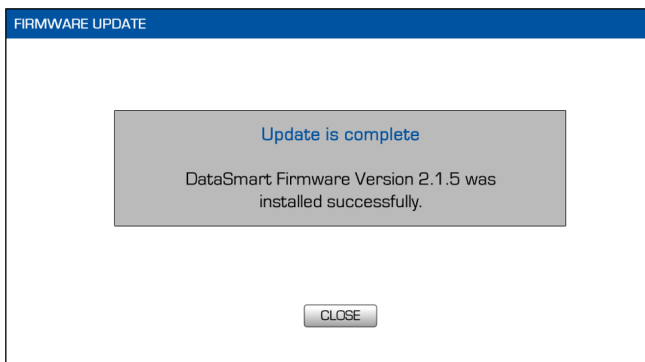 FIRMWARE UPDATE
Update is complete
DataSmart Firmware Version 2.1.5 was
installed successfully.
CLOSE